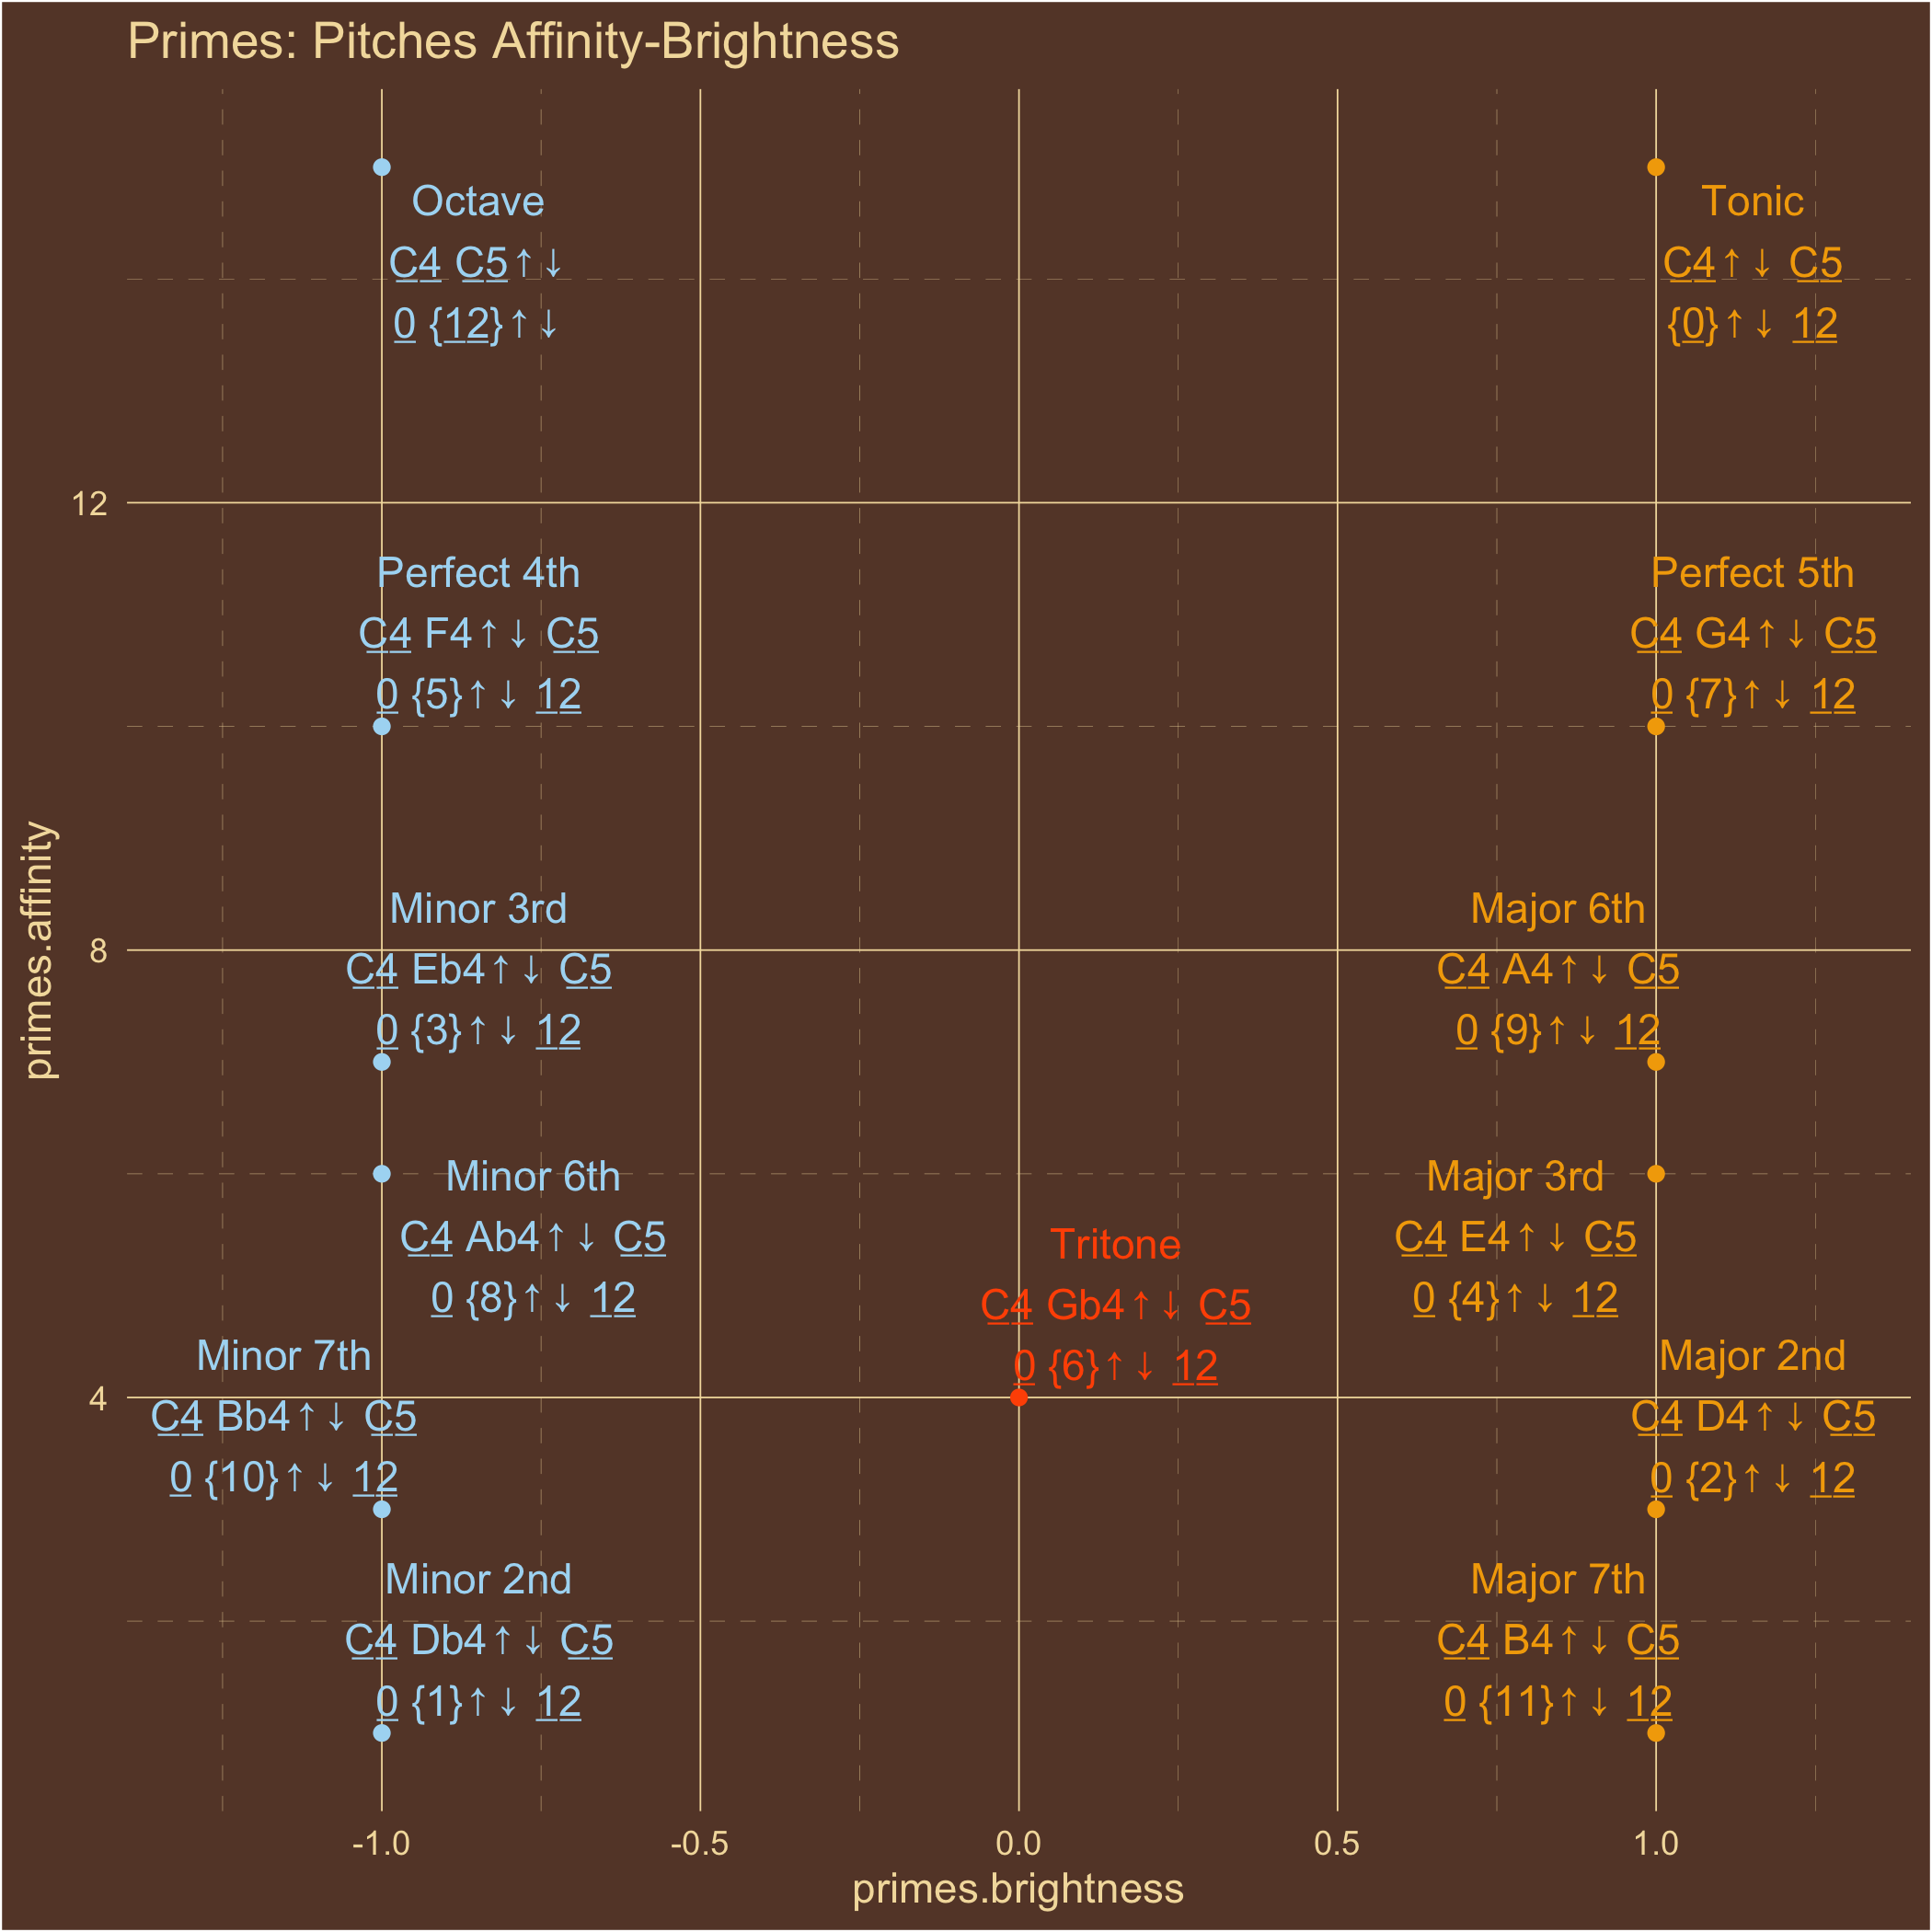 Primes: Pitches Affinity-Brightness
Octave
C4 C5↑↓
0 {12}↑↓
Tonic
C4↑↓ C5
{0}↑↓ 12
12
Perfect 4th
C4 F4↑↓ C5
0 {5}↑↓ 12
Perfect 5th
C4 G4↑↓ C5
0 {7}↑↓ 12
primes.affinity
8
Minor 3rd
C4 Eb4↑↓ C5
0 {3}↑↓ 12
Major 6th
C4 A4↑↓ C5
0 {9}↑↓ 12
Minor 6th
C4 Ab4↑↓ C5
0 {8}↑↓ 12
Tritone
C4 Gb4↑↓ C5
0 {6}↑↓ 12
Major 3rd
C4 E4↑↓ C5
0 {4}↑↓ 12
4
Minor 7th
C4 Bb4↑↓ C5
0 {10}↑↓ 12
Major 2nd
C4 D4↑↓ C5
0 {2}↑↓ 12
Minor 2nd
C4 Db4↑↓ C5
0 {1}↑↓ 12
Major 7th
C4 B4↑↓ C5
0 {11}↑↓ 12
-1.0 -0.5 0.0 0.5 1.0
primes.brightness